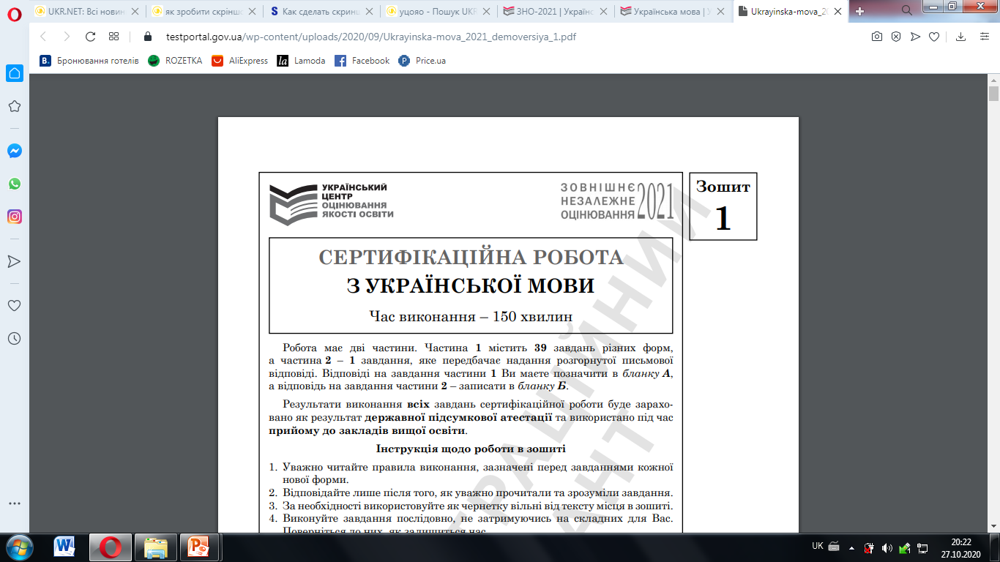 UKR.NET: Всі новин
як зробити скріншо
Как сделать скринш
уцояо - Пошук UKR
ЗНО-2021 | Українс
Українська мова | У
Ukrayinska-mova_20
testportal.gov.ua/wp-content/uploads/2020/09/Ukrayinska-mova_2021_demoversiya_1.pdf
B. Бронювання готелів ROZETKA AliExpress la Lamoda Facebook P Price.ua
УКРАЇНСЬКИЙ
ЦЕНТР
ОЦІНЮВАННЯ
ЯКОСТІ ОСВІТИ
ЗОВНІШНЄ
НЕЗАЛЕЖНЕ
ОЦІНЮВАННЯ
2021
Зошит
1
СЕРТИФІКАЦІЙНА РОБОТА
З УКРАЇНСЬКОЇ МОВИ
Час виконання – 150 хвилин
Робота має дві частини. Частина 1 містить 39 завдань різних форм,
а частина 2 – 1 завдання, яке передбачає надання розгорнутої письмової
відповіді. Відповіді на завдання частини 1 Ви маєте позначити в бланку А,
а відповідь на завдання частини 2 – записати в бланку Б.
Результати виконання всіх завдань сертифікаційної роботи буде зарахо-
вано як результат державної підсумкової атестації та використано під час
прийому до закладів вищої освіти.
Інструкція щодо роботи в зошиті
1. Уважно читайте правила виконання, зазначені перед завданнями кожної
нової форми.
2. Відповідайте лише після того, як уважно прочитали та зрозуміли завдання.
3. За необхідності використовуйте як чернетку вільні від тексту місця в зошиті.
4. Виконуйте завдання послідовно, не затримуючись на складних для Вас.
Поверніться до них, як залишиться час.
UK
20:22
27.10.2020